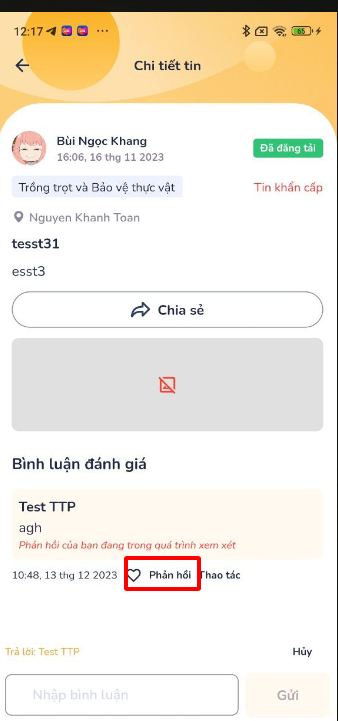 12:17
65
Chi tiết tin
Bùi Ngọc Khang
16:06, 16 thg 11 2023
Đã đăng tải
Trồng trọt và Bảo vệ thực vật
Tin khẩn cấp
Nguyen Khanh Toan
tesst31
esst3
Chia sẻ
Bình luận đánh giá
Test TTP
agh
Phản hồi của bạn đang trong quá trình xem xét
10:48, 13 thg 12 2023 Phản hồi Thao tác
Trả lời: Test TTP Hủy
Nhập bình luận Gửi